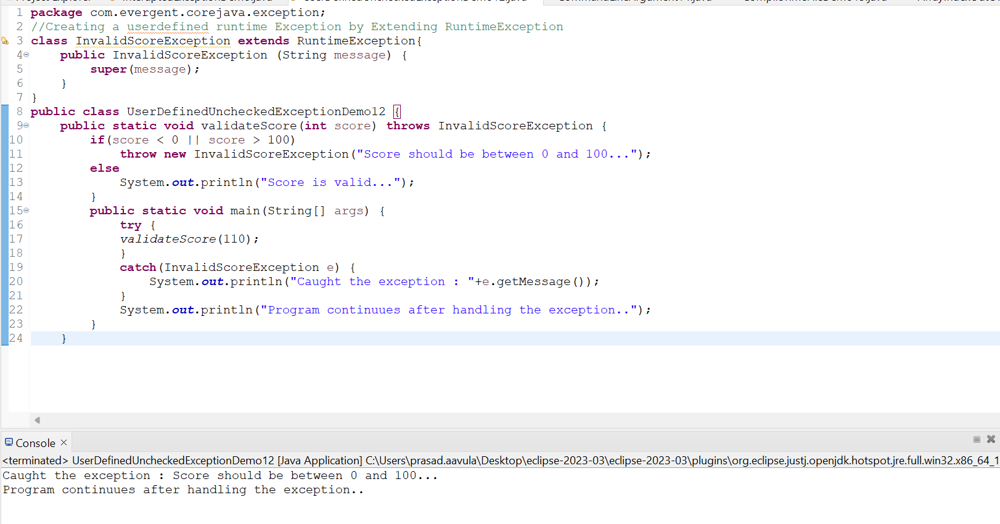 1 package com.evergent.corejava.exception;
2 //Creating a userdefined runtime Exception by Extending RuntimeException
3 class InvalidScoreException extends RuntimeException{
4 public InvalidScoreException (String message) {
5 super(message);
6 }
7 }
8 public class UserDefinedUncheckedExceptionDemo12 {
9 public static void validateScore(int score) throws InvalidScoreException {
10 if(score < 0 || score > 100)
11 throw new InvalidScoreException("Score should be between 0 and 100...");
12 else
13 System.out.println("Score is valid...");
14 }
15 public static void main(String[] args) {
16 try {
17 validateScore(110);
18 }
19 catch(InvalidScoreException e) {
20 System.out.println("Caught the exception : "+e.getMessage());
21 }
22 System.out.println("Program continuues after handling the exception..");
23 }
24 }
Console
<terminated> UserDefinedUncheckedExceptionDemo12 [Java Application] C:\Users\prasad.aavula\Desktop\eclipse-2023-03\eclipse-2023-03\plugins\org.eclipse.justj.openjdk.hotspot.jre.full.win32.x86_64_1
Caught the exception : Score should be between 0 and 100...
Program continuues after handling the exception..